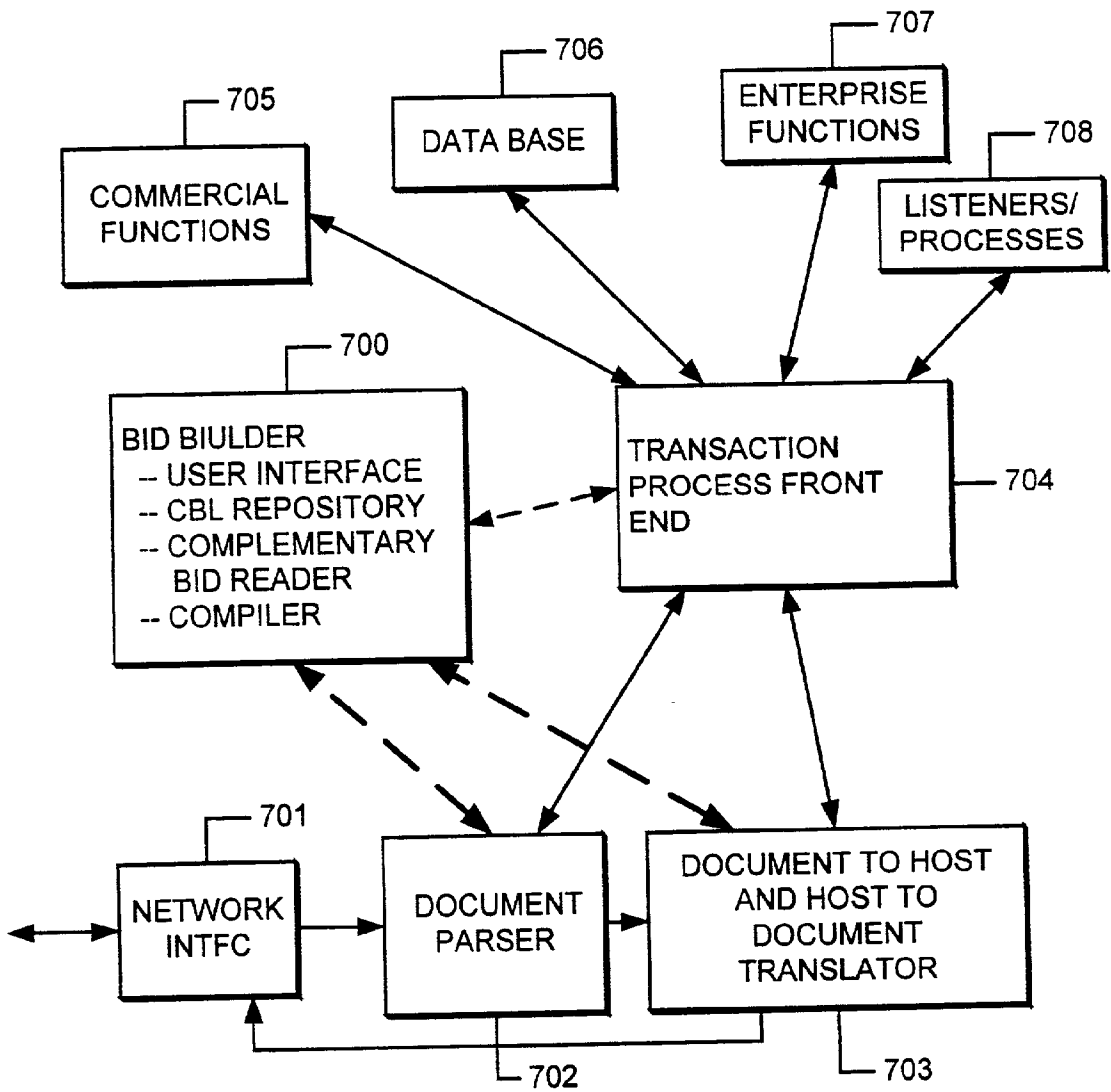 707
706
ENTERPRISE
FUNCTIONS
705
DATA BASE
708
COMMERCIAL
FUNCTIONS
LISTENERS/
PROCESSES
700
BID BIULDER
-- USER INTERFACE
-- CBL REPOSITORY
-- COMPLEMENTARY
BID READER
-- COMPILER
TRANSACTION
PROCESS FRONT
END
704
701
NETWORK
INTFC
DOCUMENT
PARSER
DOCUMENT TO HOST
AND HOST TO
DOCUMENT
TRANSLATOR
702
703